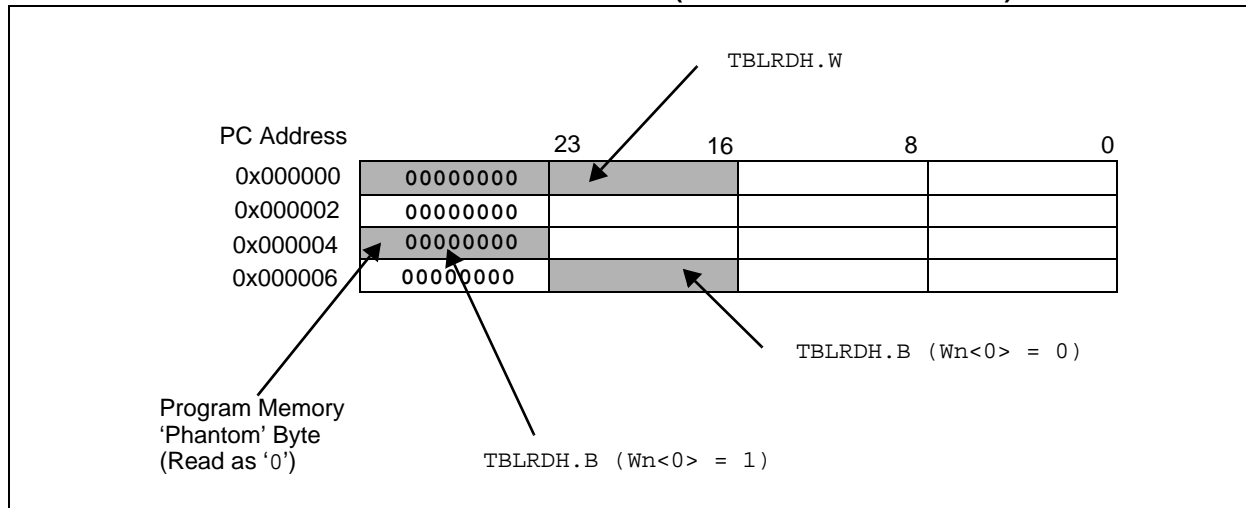 TBLRDH.W
PC Address
23 16 8 0
0x000000 00000000
0x000002 00000000
0x000004 00000000
0x000006 00000000
TBLRDH.B (Wn<0> = 0)
Program Memory
‘Phantom’ Byte
(Read as ‘0’)
TBLRDH.B (Wn<0> = 1)